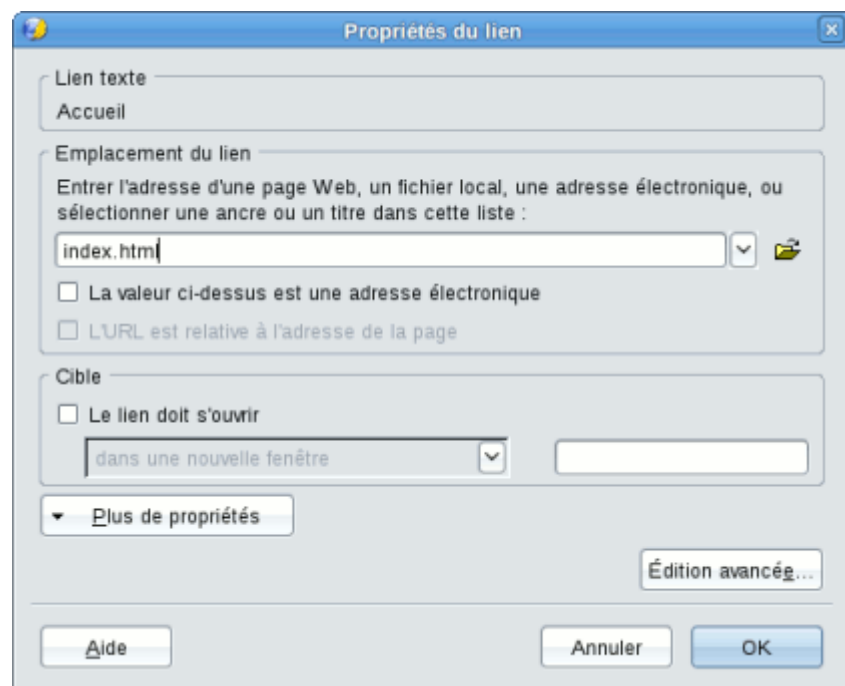 Propriétés du lien
Lien texte
Accueil
Emplacement du lien
Entrer l'adresse d'une page Web, un fichier local, une adresse électronique, ou
sélectionner une ancre ou un titre dans cette liste :
index.html
La valeur ci-dessus est une adresse électronique
L'URL est relative à l'adresse de la page
Cible
Le lien doit s'ouvrir
dans une nouvelle fenêtre
Plus de propriétés
Édition avancée...
Aide
Annuler
OK